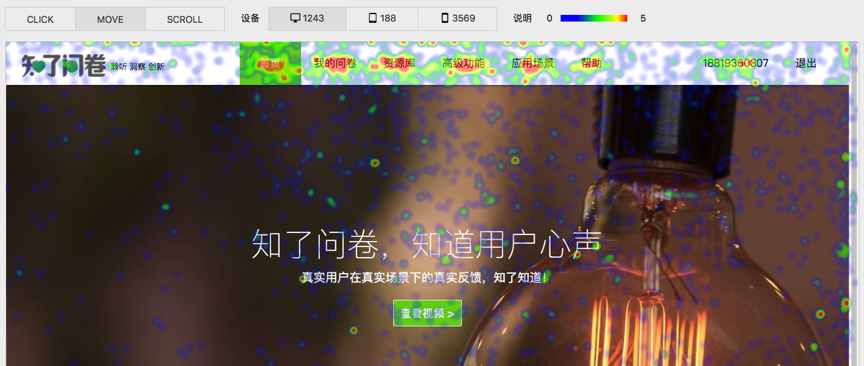 CLICK MOVE SCROLL 设备 1243 188 3569 说明 0 5
知了问卷 聆听 洞察 创新 首页 我的问卷 资源库 高级功能 应用场景 帮助 18819360307 退出
知了问卷，知道用户心声
真实用户在真实场景下的真实反馈，知了知道！
查看视频 >